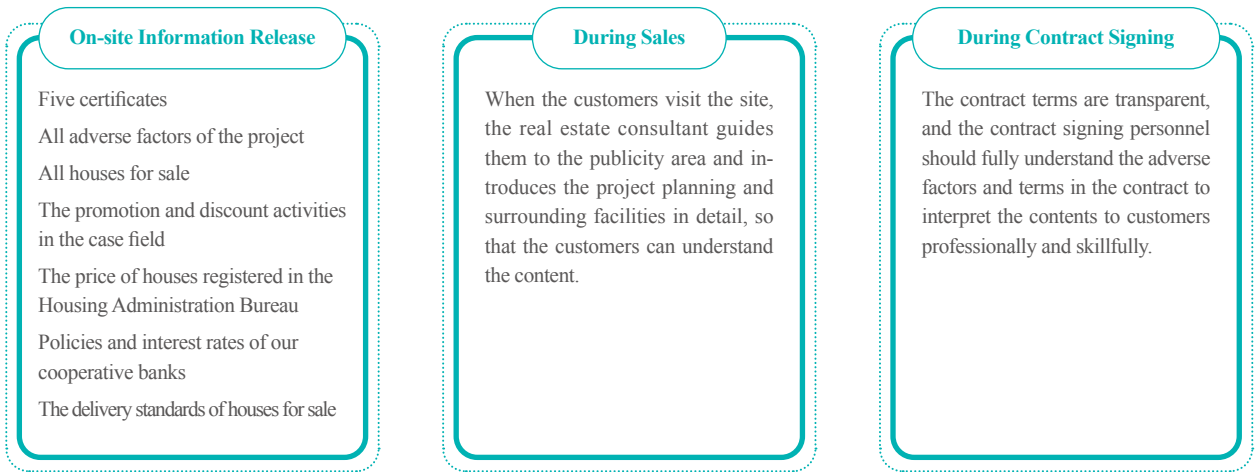 On-site Information Release
Five certificates
All adverse factors of the project
All houses for sale
The promotion and discount activities
in the case field
The price of houses registered in the
Housing Administration Bureau
Policies and interest rates of our
cooperative banks
The delivery standards of houses for sale
During Sales
When the customers visit the site,
the real estate consultant guides
them to the publicity area and in-
troduces the project planning and
surrounding facilities in detail, so
that the customers can understand
the content.
During Contract Signing
The contract terms are transparent,
and the contract signing personnel
should fully understand the adverse
factors and terms in the contract to
interpret the contents to customers
professionally and skillfully.